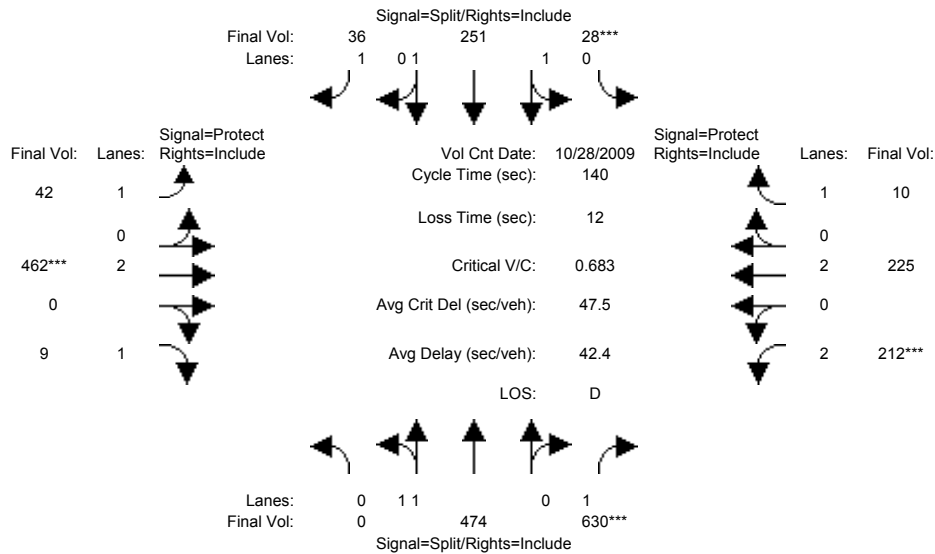 Signal=Split/Rights=Include
Final Vol: 36 251 28***
Lanes: 1 0 1 1 0
Signal=Protect Signal=Protect
Final Vol: Lanes: Rights=Include Vol Cnt Date: 10/28/2009 Rights=Include Lanes: Final Vol:
Cycle Time (sec): 140
42 1 1 10
Loss Time (sec): 12
0 0
462*** 2 Critical V/C: 0.683 2 225
0 Avg Crit Del (sec/veh): 47.5 0
9 1 Avg Delay (sec/veh): 42.4 2 212***
LOS: D
Lanes: 0 1 1 0 1
Final Vol: 0 474 630***
Signal=Split/Rights=Include